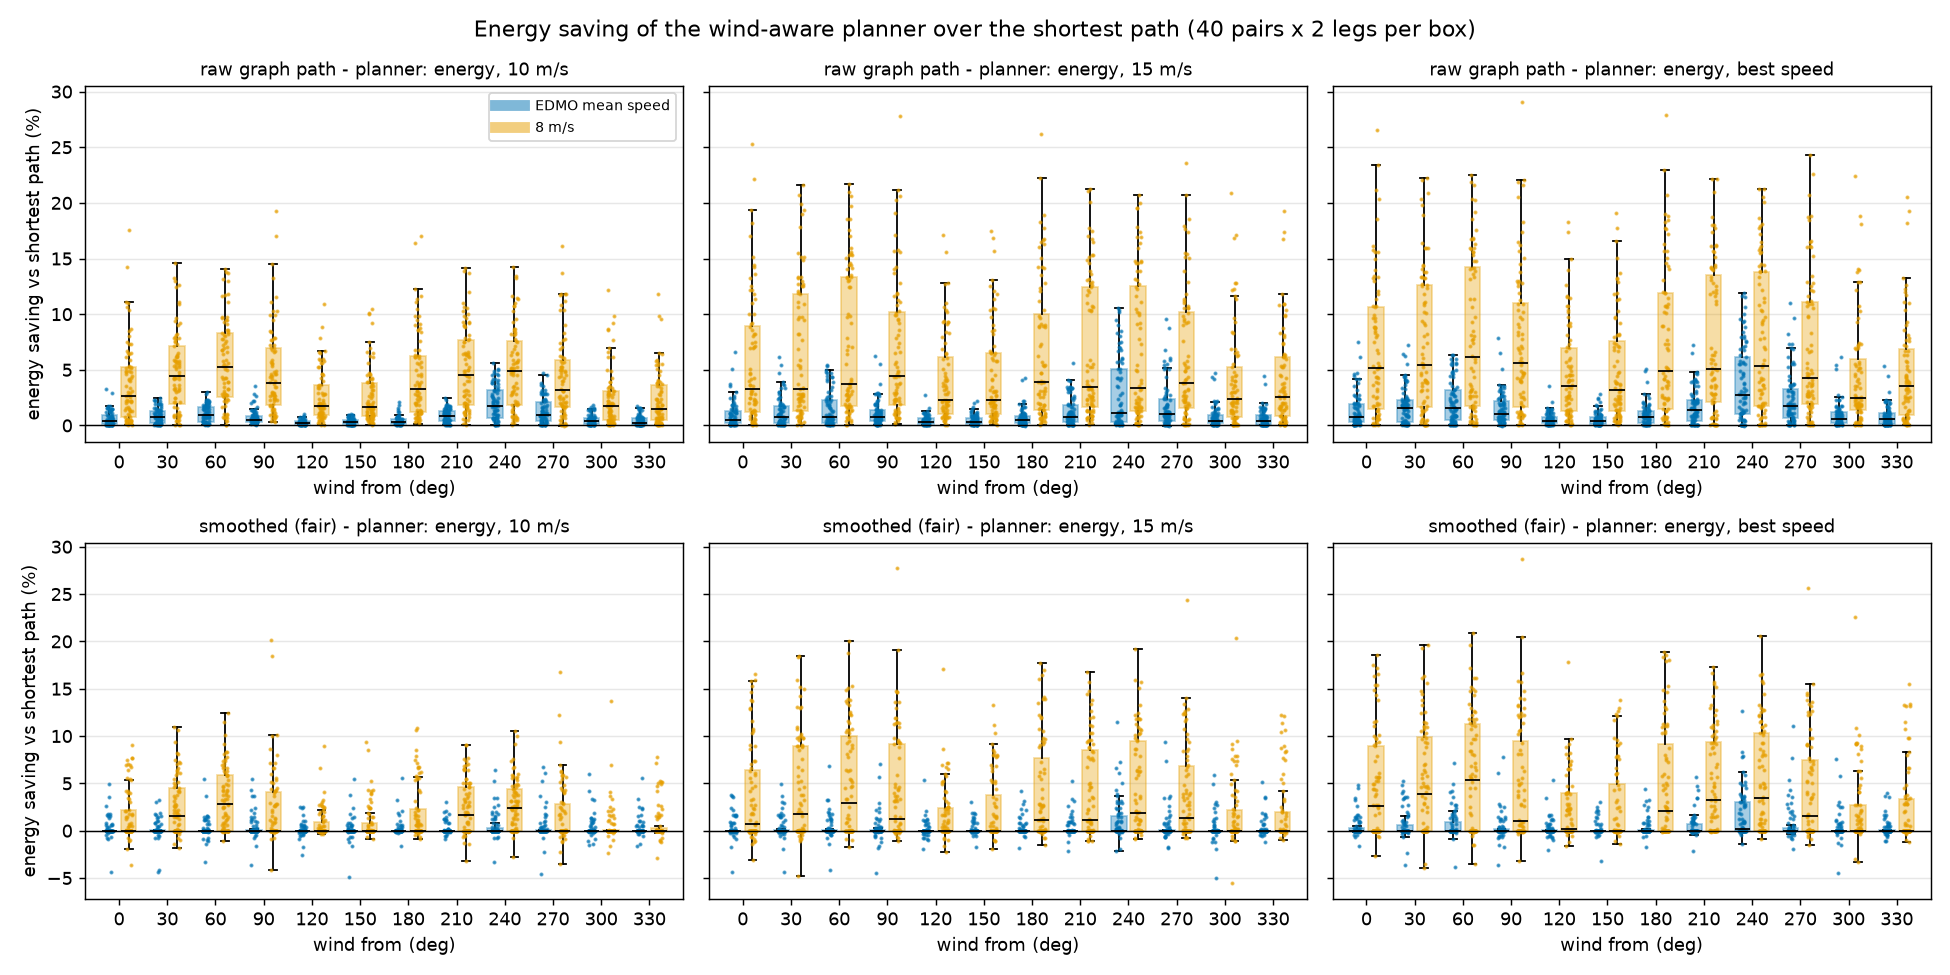 Energy saving of the wind-aware planner over the shortest path (40 pairs x 2 legs per box)
raw graph path - planner: energy, 10 m/s
raw graph path - planner: energy, 15 m/s
raw graph path - planner: energy, best speed
energy saving vs shortest path (%)
30
25
20
15
10
5
0
EDMO mean speed
8 m/s
0 30 60 90 120 150 180 210 240 270 300 330
0 30 60 90 120 150 180 210 240 270 300 330
0 30 60 90 120 150 180 210 240 270 300 330
wind from (deg)
wind from (deg)
wind from (deg)
smoothed (fair) - planner: energy, 10 m/s
smoothed (fair) - planner: energy, 15 m/s
smoothed (fair) - planner: energy, best speed
energy saving vs shortest path (%)
30
25
20
15
10
5
0
−5
0 30 60 90 120 150 180 210 240 270 300 330
0 30 60 90 120 150 180 210 240 270 300 330
0 30 60 90 120 150 180 210 240 270 300 330
wind from (deg)
wind from (deg)
wind from (deg)